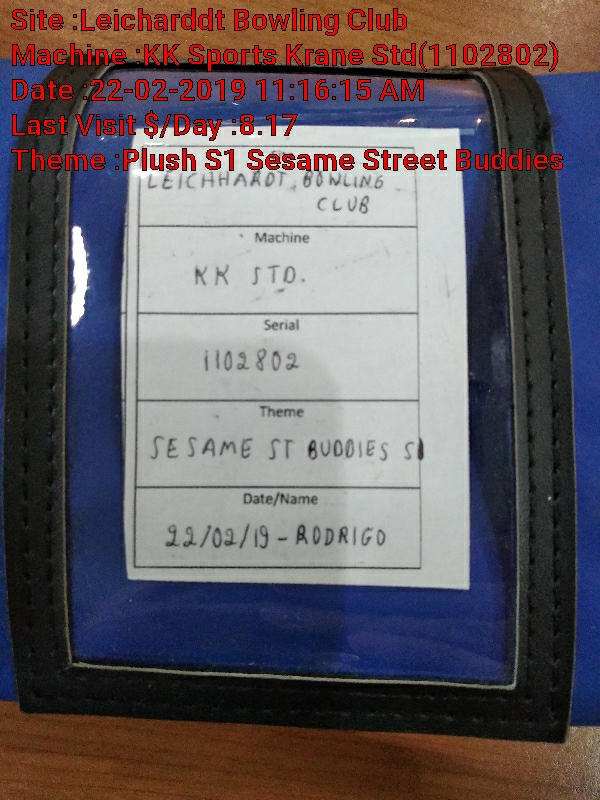 Site :Leicharddt Bowling Club
Machine :KK Sports Krane Std(1102802)
Date :22-02-2019 11:16:15 AM
Last Visit $/Day :8.17
Theme :Plush S1 Sesame Street Buddies
LEICHHARDT BOWLING
CLUB
Machine
KK STD.
Serial
1102802
Theme
SESAME ST BUDDIES S1
Date/Name
22/02/19 - RODRIGO